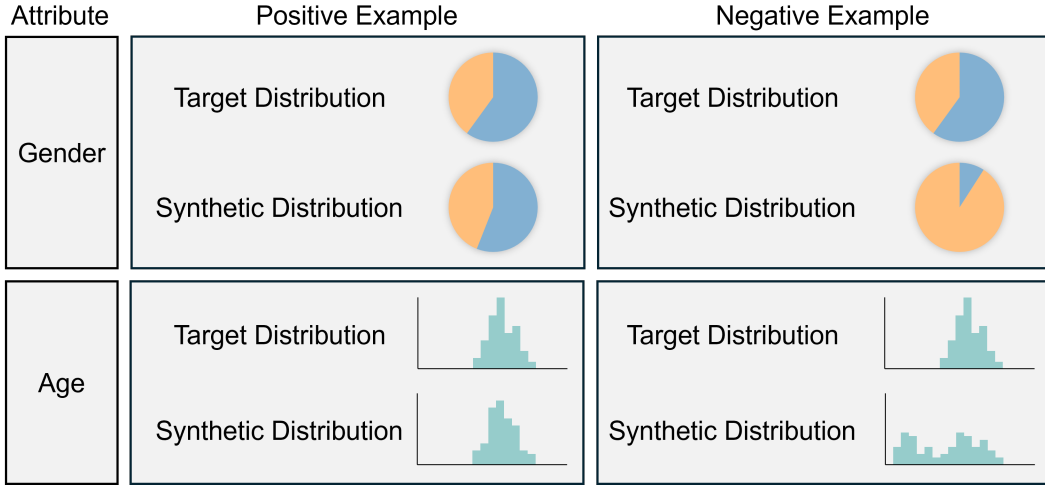 Attribute
Positive Example
Negative Example
Gender
Target Distribution
Synthetic Distribution
Target Distribution
Synthetic Distribution
Age
Target Distribution
Synthetic Distribution
Target Distribution
Synthetic Distribution